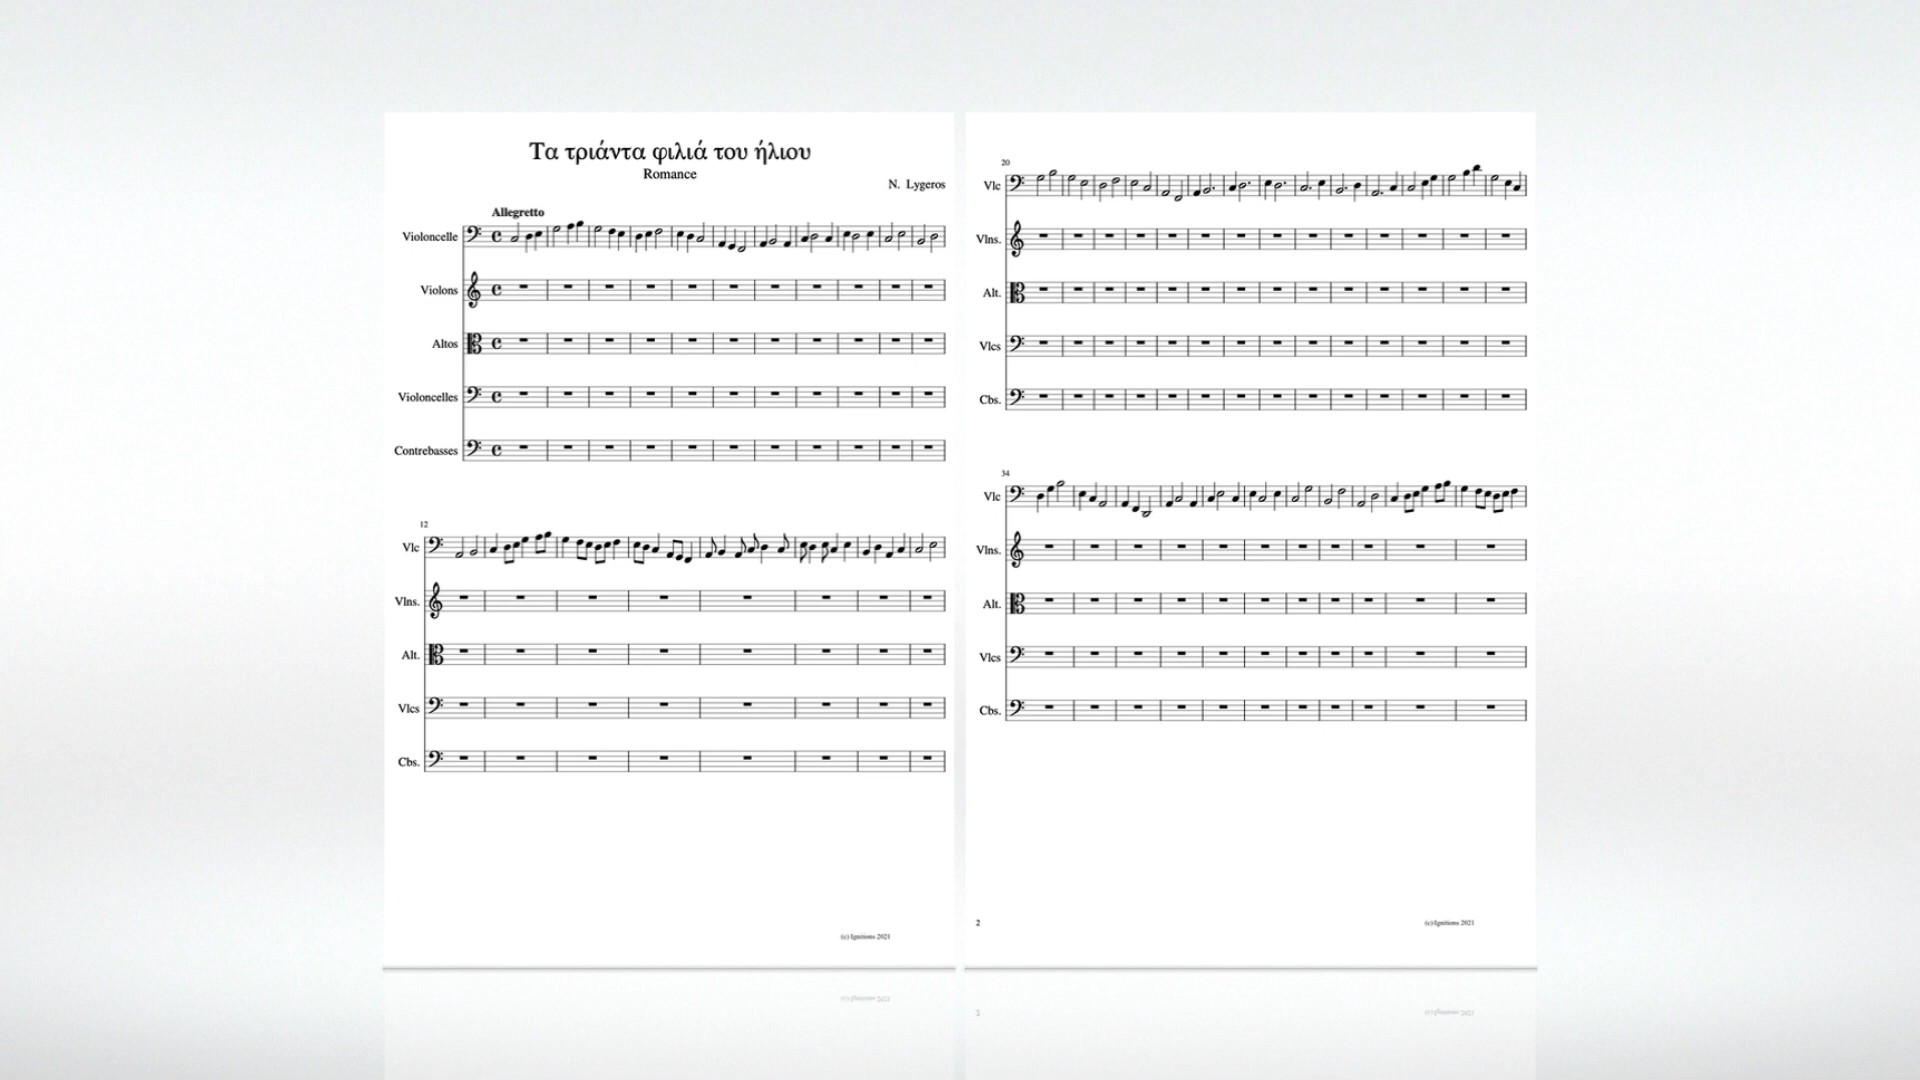 Τα τριάντα φιλιά του ήλιου
Romance
N. Lygeros
Allegretto
Violoncelle
Violons
Altos
Violoncelles
Contrebasses
12
Vlc
Vlns.
Alt.
Vlcs
Cbs.
(c) Ignitions 2021
20
Vlc
Vlns.
Alt.
Vlcs
Cbs.
34
Vlc
Vlns.
Alt.
Vlcs
Cbs.
2
(c) Ignitions 2021